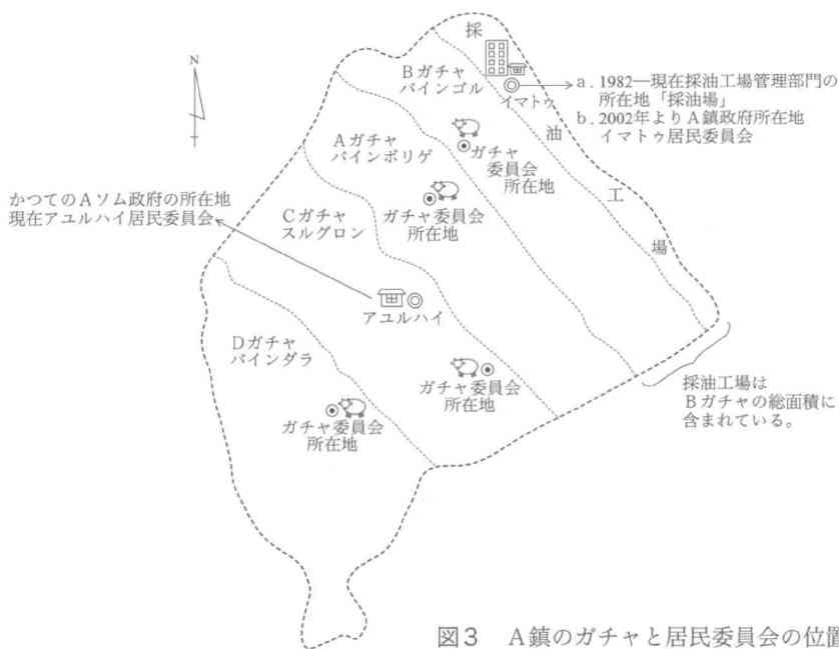 N
採
油
工
場
Bガチャ
バインゴル
イマトゥ
a. 1982―現在採油工場管理部門の
所在地「採油場」
b. 2002年よりA鎮政府所在地
イマトゥ居民委員会
ガチャ
委員会
所在地
Aガチャ
バインボリゲ
ガチャ委員会
所在地
かつてのAソム政府の所在地
現在アユルハイ居民委員会
Cガチャ
スルグロン
アユルハイ
ガチャ委員会
所在地
Dガチャ
バインダラ
ガチャ委員会
所在地
採油工場は
Bガチャの総面積に
含まれている。
図3 A鎮のガチャと居民委員会の位置